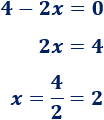 4 − 2x = 0
2x = 4
x = 4/2 = 2